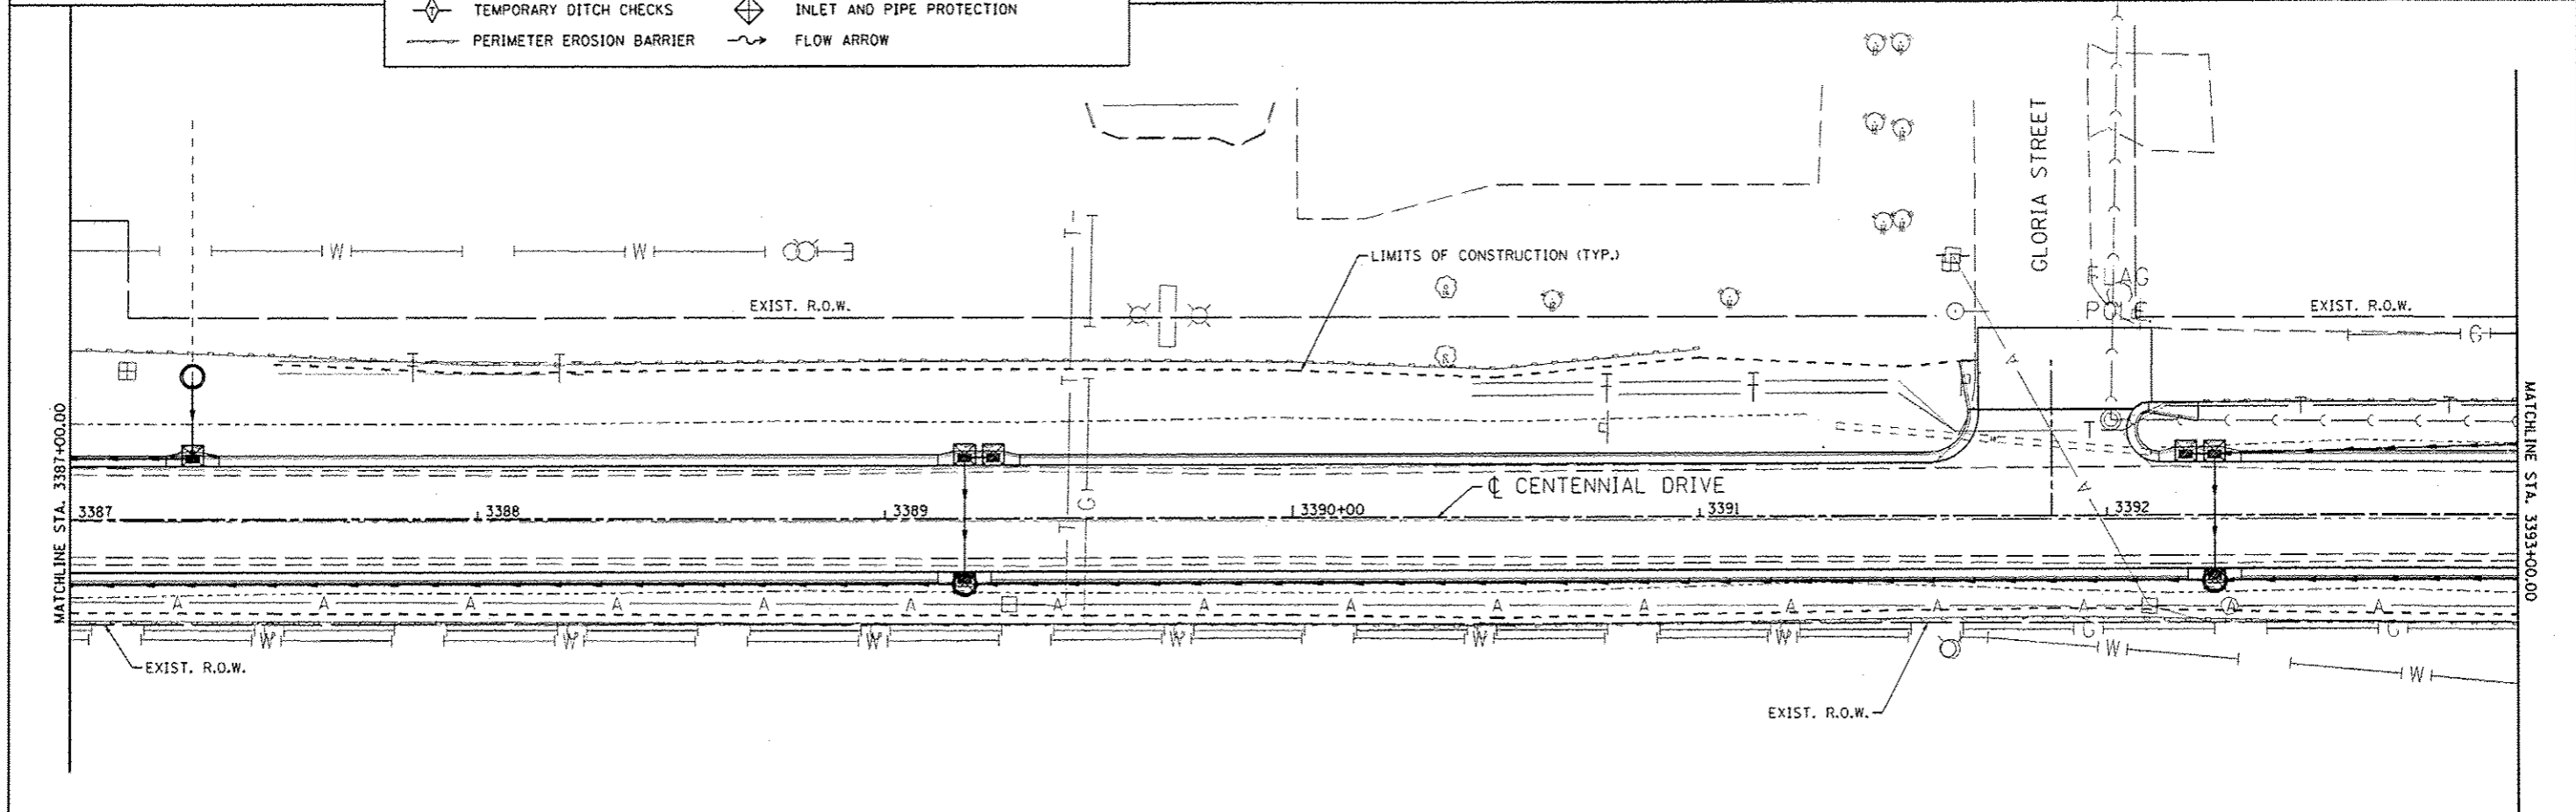 TEMPORARY DITCH CHECKS
INLET AND PIPE PROTECTION
PERIMETER EROSION BARRIER
FLOW ARROW
GLORIA STREET
W W
LIMITS OF CONSTRUCTION (TYP.)
FLAG
POLE
EXIST. R.O.W.
EXIST. R.O.W.
G
T T
T T T
T T
MATCHLINE STA. 3387+00.00
MATCHLINE STA. 3393+00.00
℄ CENTENNIAL DRIVE
G
3387 3388 3389 3390+00 3391 3392
T
A A A A A A A A A A A A A A A A
W W W W W W
G G
W W
EXIST. R.O.W.
EXIST. R.O.W.